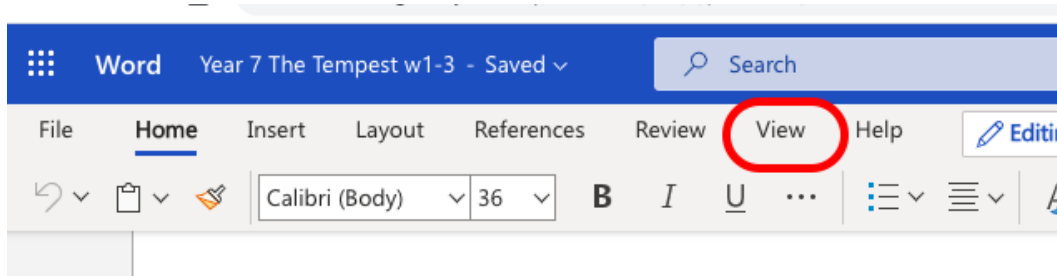 Word Year 7 The Tempest w1-3 - Saved Search
File Home Insert Layout References Review View Help
Calibri (Body) 36 B I U ...